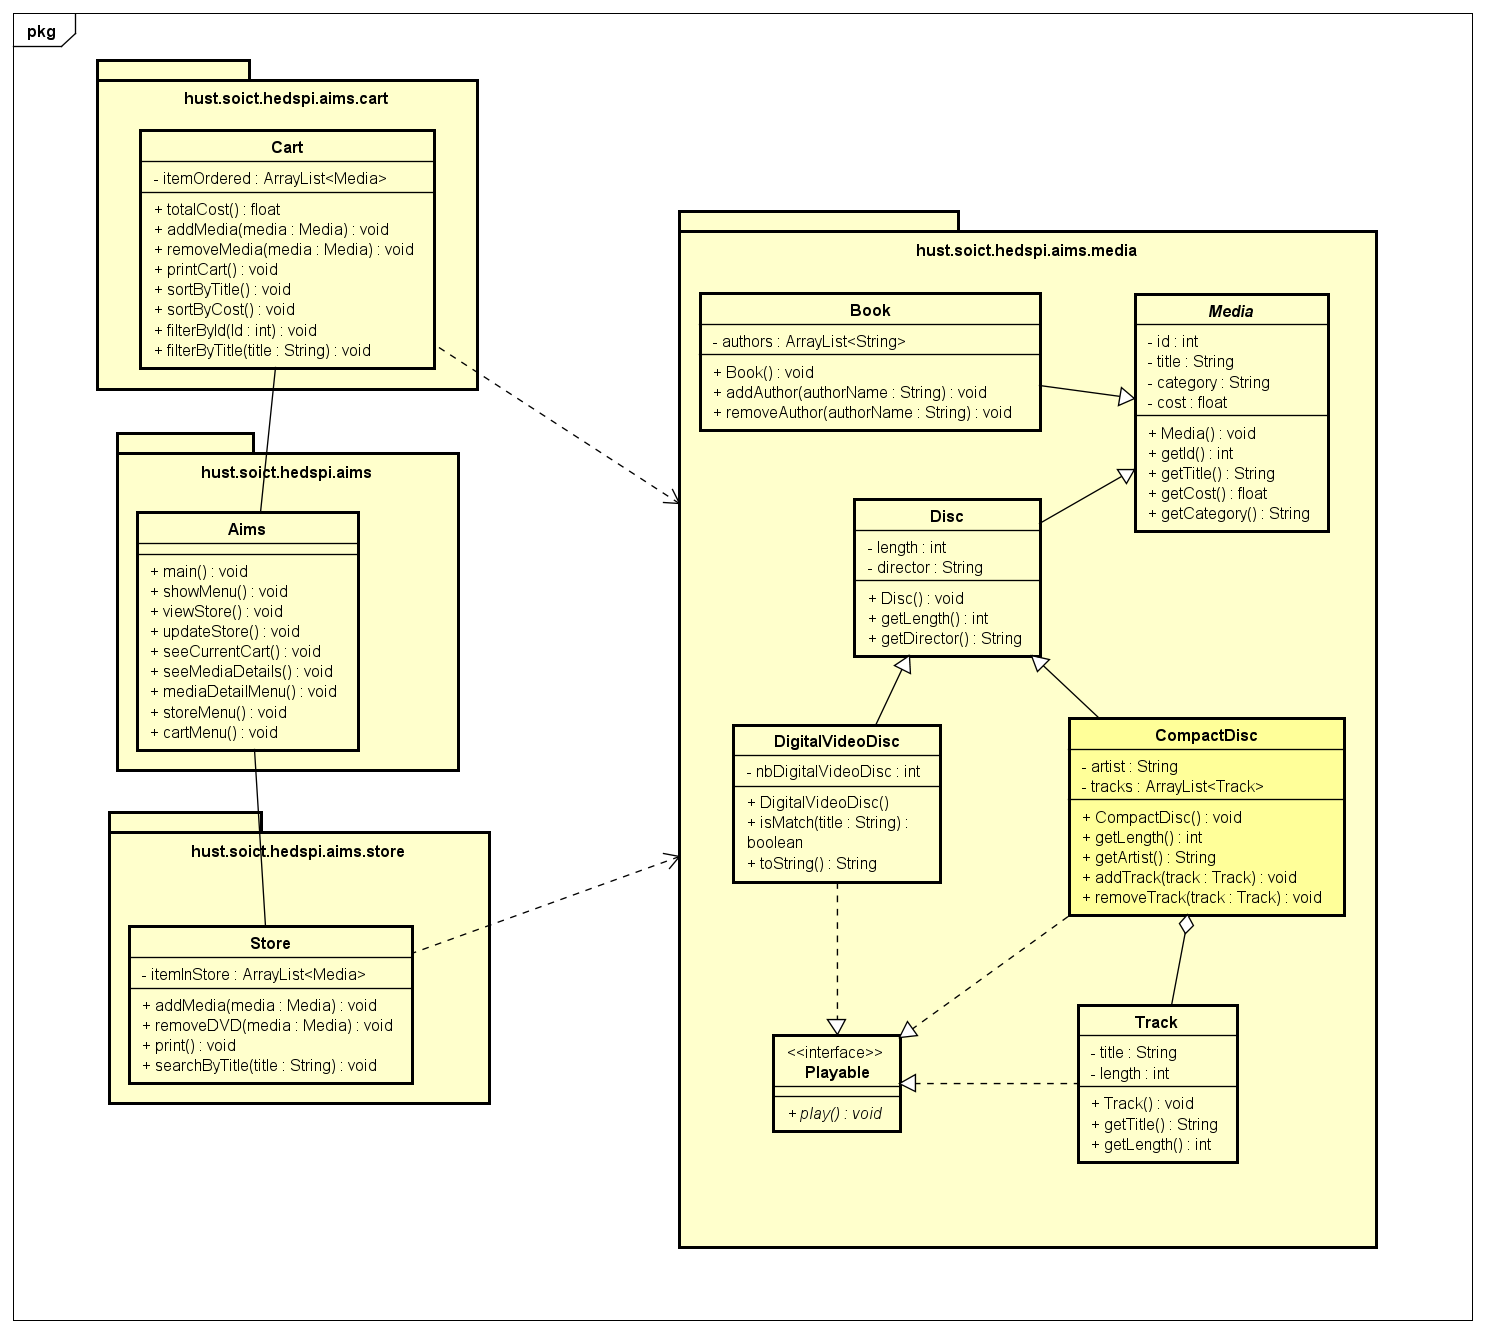 pkg
hust.soict.hedspi.aims.cart
Cart
- itemOrdered : ArrayList<Media>
+ totalCost() : float
+ addMedia(media : Media) : void
+ removeMedia(media : Media) : void
+ printCart() : void
+ sortByTitle() : void
+ sortByCost() : void
+ filterById(Id : int) : void
+ filterByTitle(title : String) : void
hust.soict.hedspi.aims
Aims
+ main() : void
+ showMenu() : void
+ viewStore() : void
+ updateStore() : void
+ seeCurrentCart() : void
+ seeMediaDetails() : void
+ mediaDetailMenu() : void
+ storeMenu() : void
+ cartMenu() : void
hust.soict.hedspi.aims.store
Store
- itemInStore : ArrayList<Media>
+ addMedia(media : Media) : void
+ removeDVD(media : Media) : void
+ print() : void
+ searchByTitle(title : String) : void
hust.soict.hedspi.aims.media
Book
- authors : ArrayList<String>
+ Book() : void
+ addAuthor(authorName : String) : void
+ removeAuthor(authorName : String) : void
Media
- id : int
- title : String
- category : String
- cost : float
+ Media() : void
+ getId() : int
+ getTitle() : String
+ getCost() : float
+ getCategory() : String
Disc
- length : int
- director : String
+ Disc() : void
+ getLength() : int
+ getDirector() : String
DigitalVideoDisc
- nbDigitalVideoDisc : int
+ DigitalVideoDisc()
+ isMatch(title : String) :
boolean
+ toString() : String
CompactDisc
- artist : String
- tracks : ArrayList<Track>
+ CompactDisc() : void
+ getLength() : int
+ getArtist() : String
+ addTrack(track : Track) : void
+ removeTrack(track : Track) : void
<<interface>>
Playable
+ play() : void
Track
- title : String
- length : int
+ Track() : void
+ getTitle() : String
+ getLength() : int